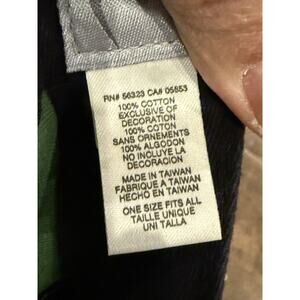 RN# 56323 CA# 05853
100% COTTON
EXCLUSIVE OF
DECORATION
100% COTON
SANS ORNEMENTS
100% ALGODON
NO INCLUYE LA
DECORACION
MADE IN TAIWAN
FABRIQUE A TAIWAN
HECHO EN TAIWAN
ONE SIZE FITS ALL
TAILLE UNIQUE
UNI TALLA